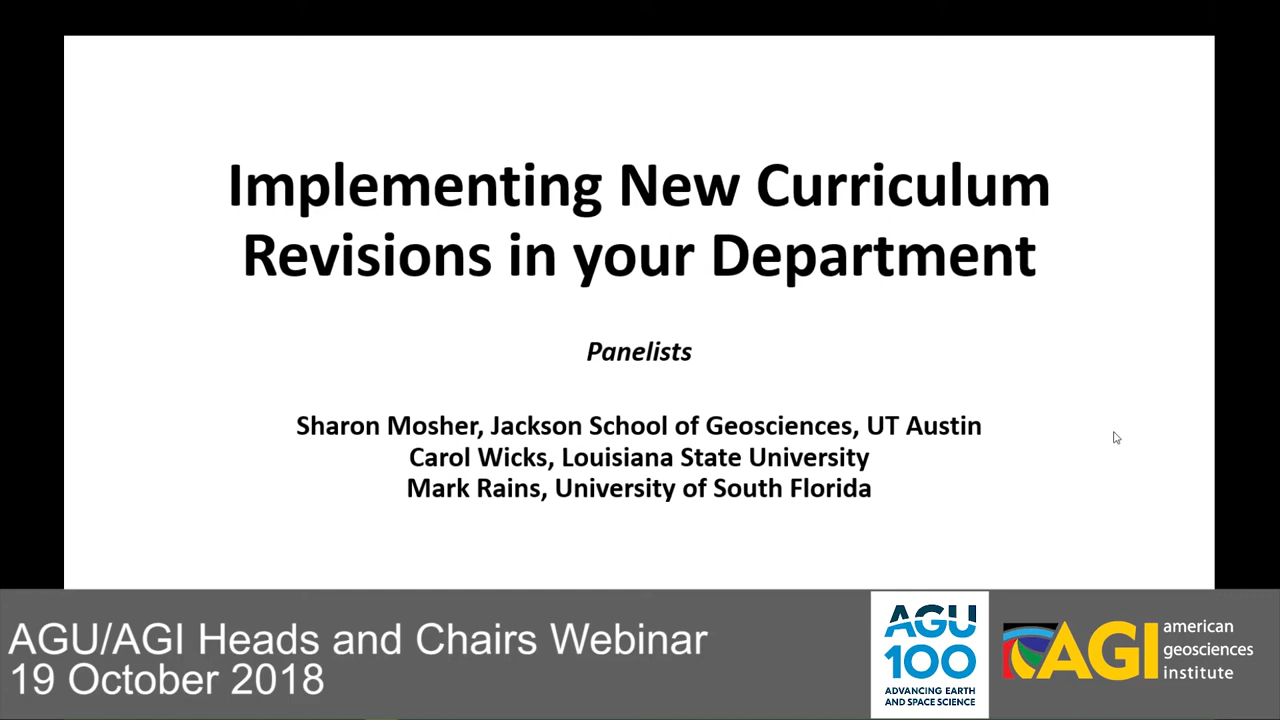 Implementing New Curriculum
Revisions in your Department
Panelists
Sharon Mosher, Jackson School of Geosciences, UT Austin
Carol Wicks, Louisiana State University
Mark Rains, University of South Florida
AGU/AGI Heads and Chairs Webinar
19 October 2018
AGU
100
ADVANCING EARTH
AND SPACE SCIENCE
AGI
american
geosciences
institute